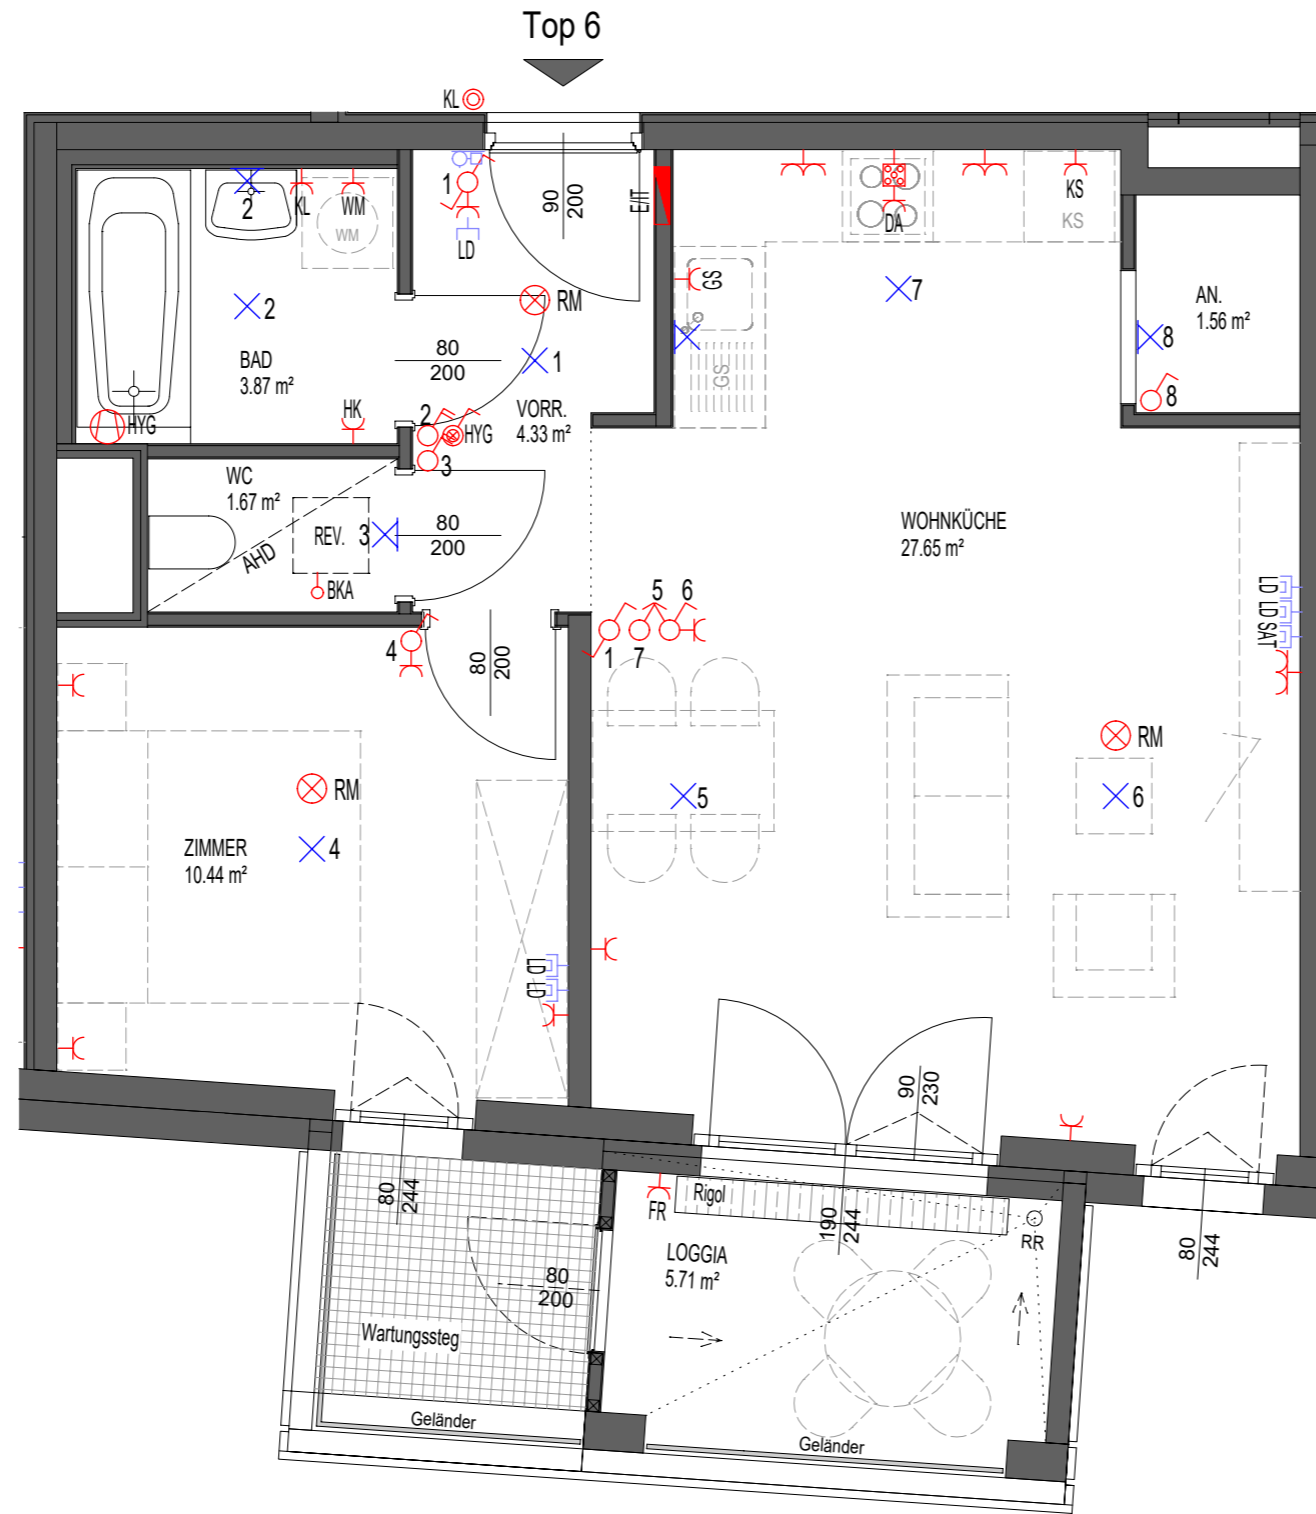 Top 6
KL
1
90
200
E/IT
2
KL
WM
WM
LD
DA
KS
KS
GS
GS
7
AN.
1.56 m²
8
8
2
BAD
3.87 m²
RM
80
200
1
HYG
HK
2
HYG
3
VORR.
4.33 m²
WC
1.67 m²
AHD
REV.
3
80
200
BKA
WOHNKÜCHE
27.65 m²
LD LD SAT
5
6
1
7
4
80
200
RM
RM
ZIMMER
10.44 m²
4
5
6
LD
LD
90
230
80
244
Rigol
FR
190
244
RR
LOGGIA
5.71 m²
80
244
80
200
Wartungssteg
Geländer
Geländer